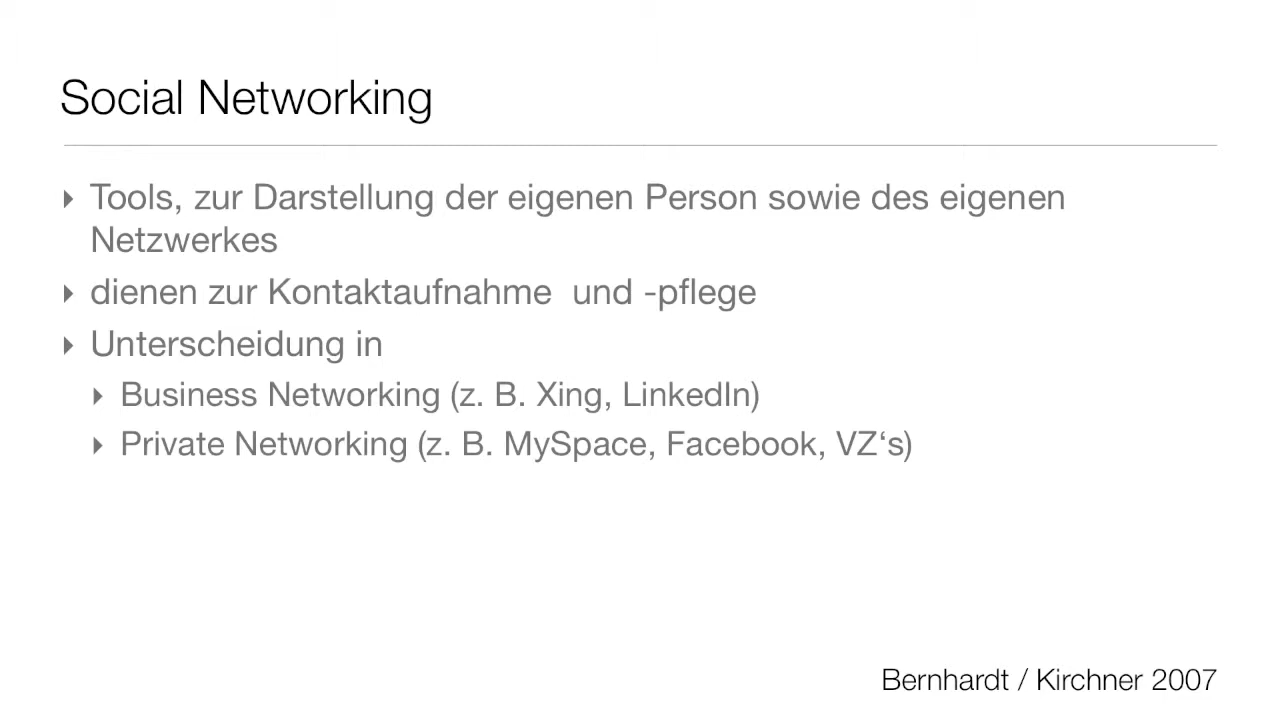 Social Networking
Tools, zur Darstellung der eigenen Person sowie des eigenen
Netzwerkes
dienen zur Kontaktaufnahme  und -pflege
Unterscheidung in
Business Networking (z. B. Xing, LinkedIn)
Private Networking (z. B. MySpace, Facebook, VZ‘s)
Bernhardt / Kirchner 2007